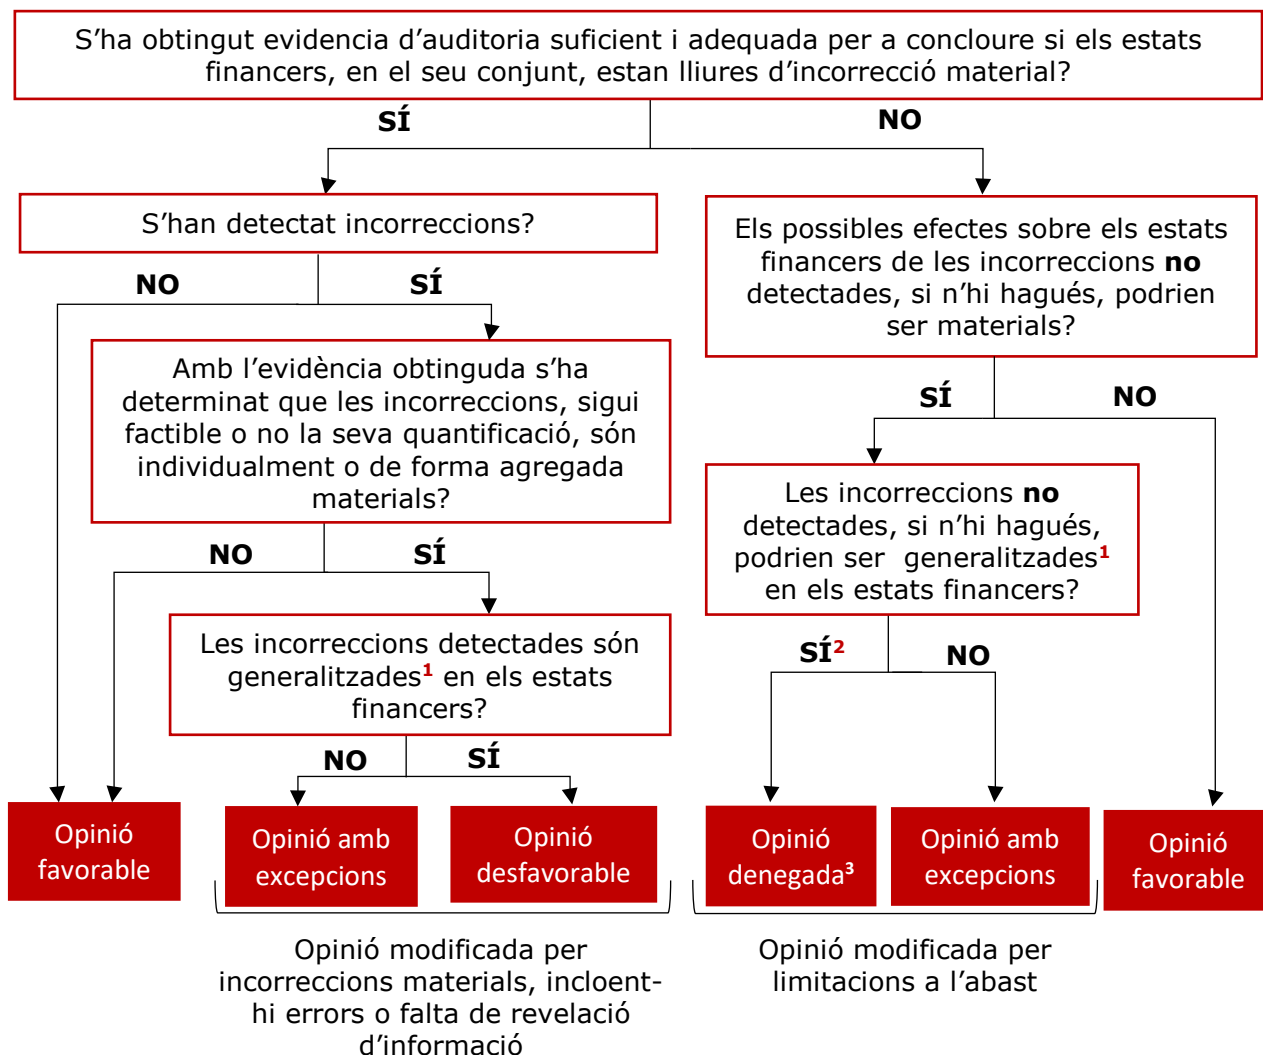 S’ha obtingut evidencia d’auditoria suficient i adequada per a concloure si els estats
financers, en el seu conjunt, estan lliures d’incorrecció material?
SÍ
NO
S’han detectat incorreccions?
Els possibles efectes sobre els estats
financers de les incorreccions no
detectades, si n’hi hagués, podrien
ser materials?
NO
SÍ
Amb l’evidència obtinguda s’ha
determinat que les incorreccions, sigui
factible o no la seva quantificació, són
individualment o de forma agregada
materials?
SÍ
NO
Les incorreccions no
detectades, si n’hi hagués,
podrien ser generalitzades¹
en els estats financers?
NO
SÍ
Les incorreccions detectades són
generalitzades¹ en els estats
financers?
SÍ²
NO
NO
SÍ
Opinió
favorable
Opinió amb
excepcions
Opinió
desfavorable
Opinió
denegada³
Opinió amb
excepcions
Opinió
favorable
Opinió modificada per
incorreccions materials, incloent-
hi errors o falta de revelació
d’informació
Opinió modificada per
limitacions a l’abast